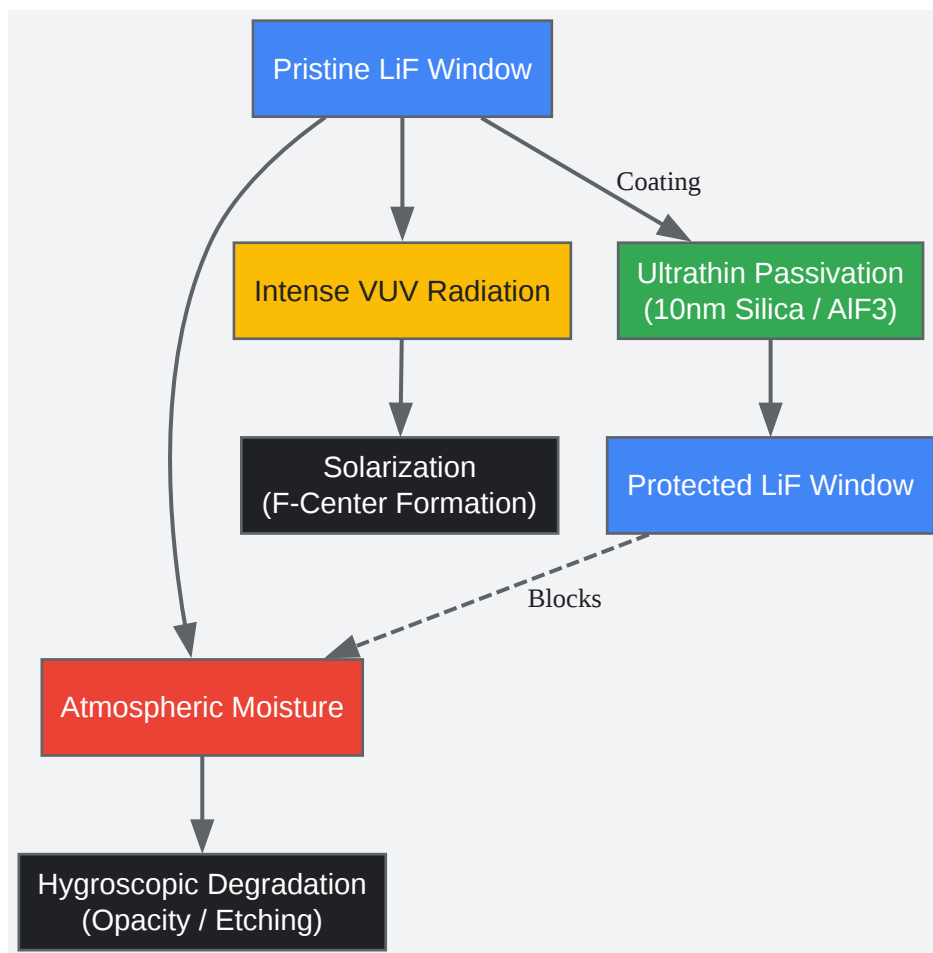 Pristine LiF Window
Coating
Intense VUV Radiation
Ultrathin Passivation
(10nm Silica / AlF3)
Solarization
(F-Center Formation)
Protected LiF Window
Blocks
Atmospheric Moisture
Hygroscopic Degradation
(Opacity / Etching)